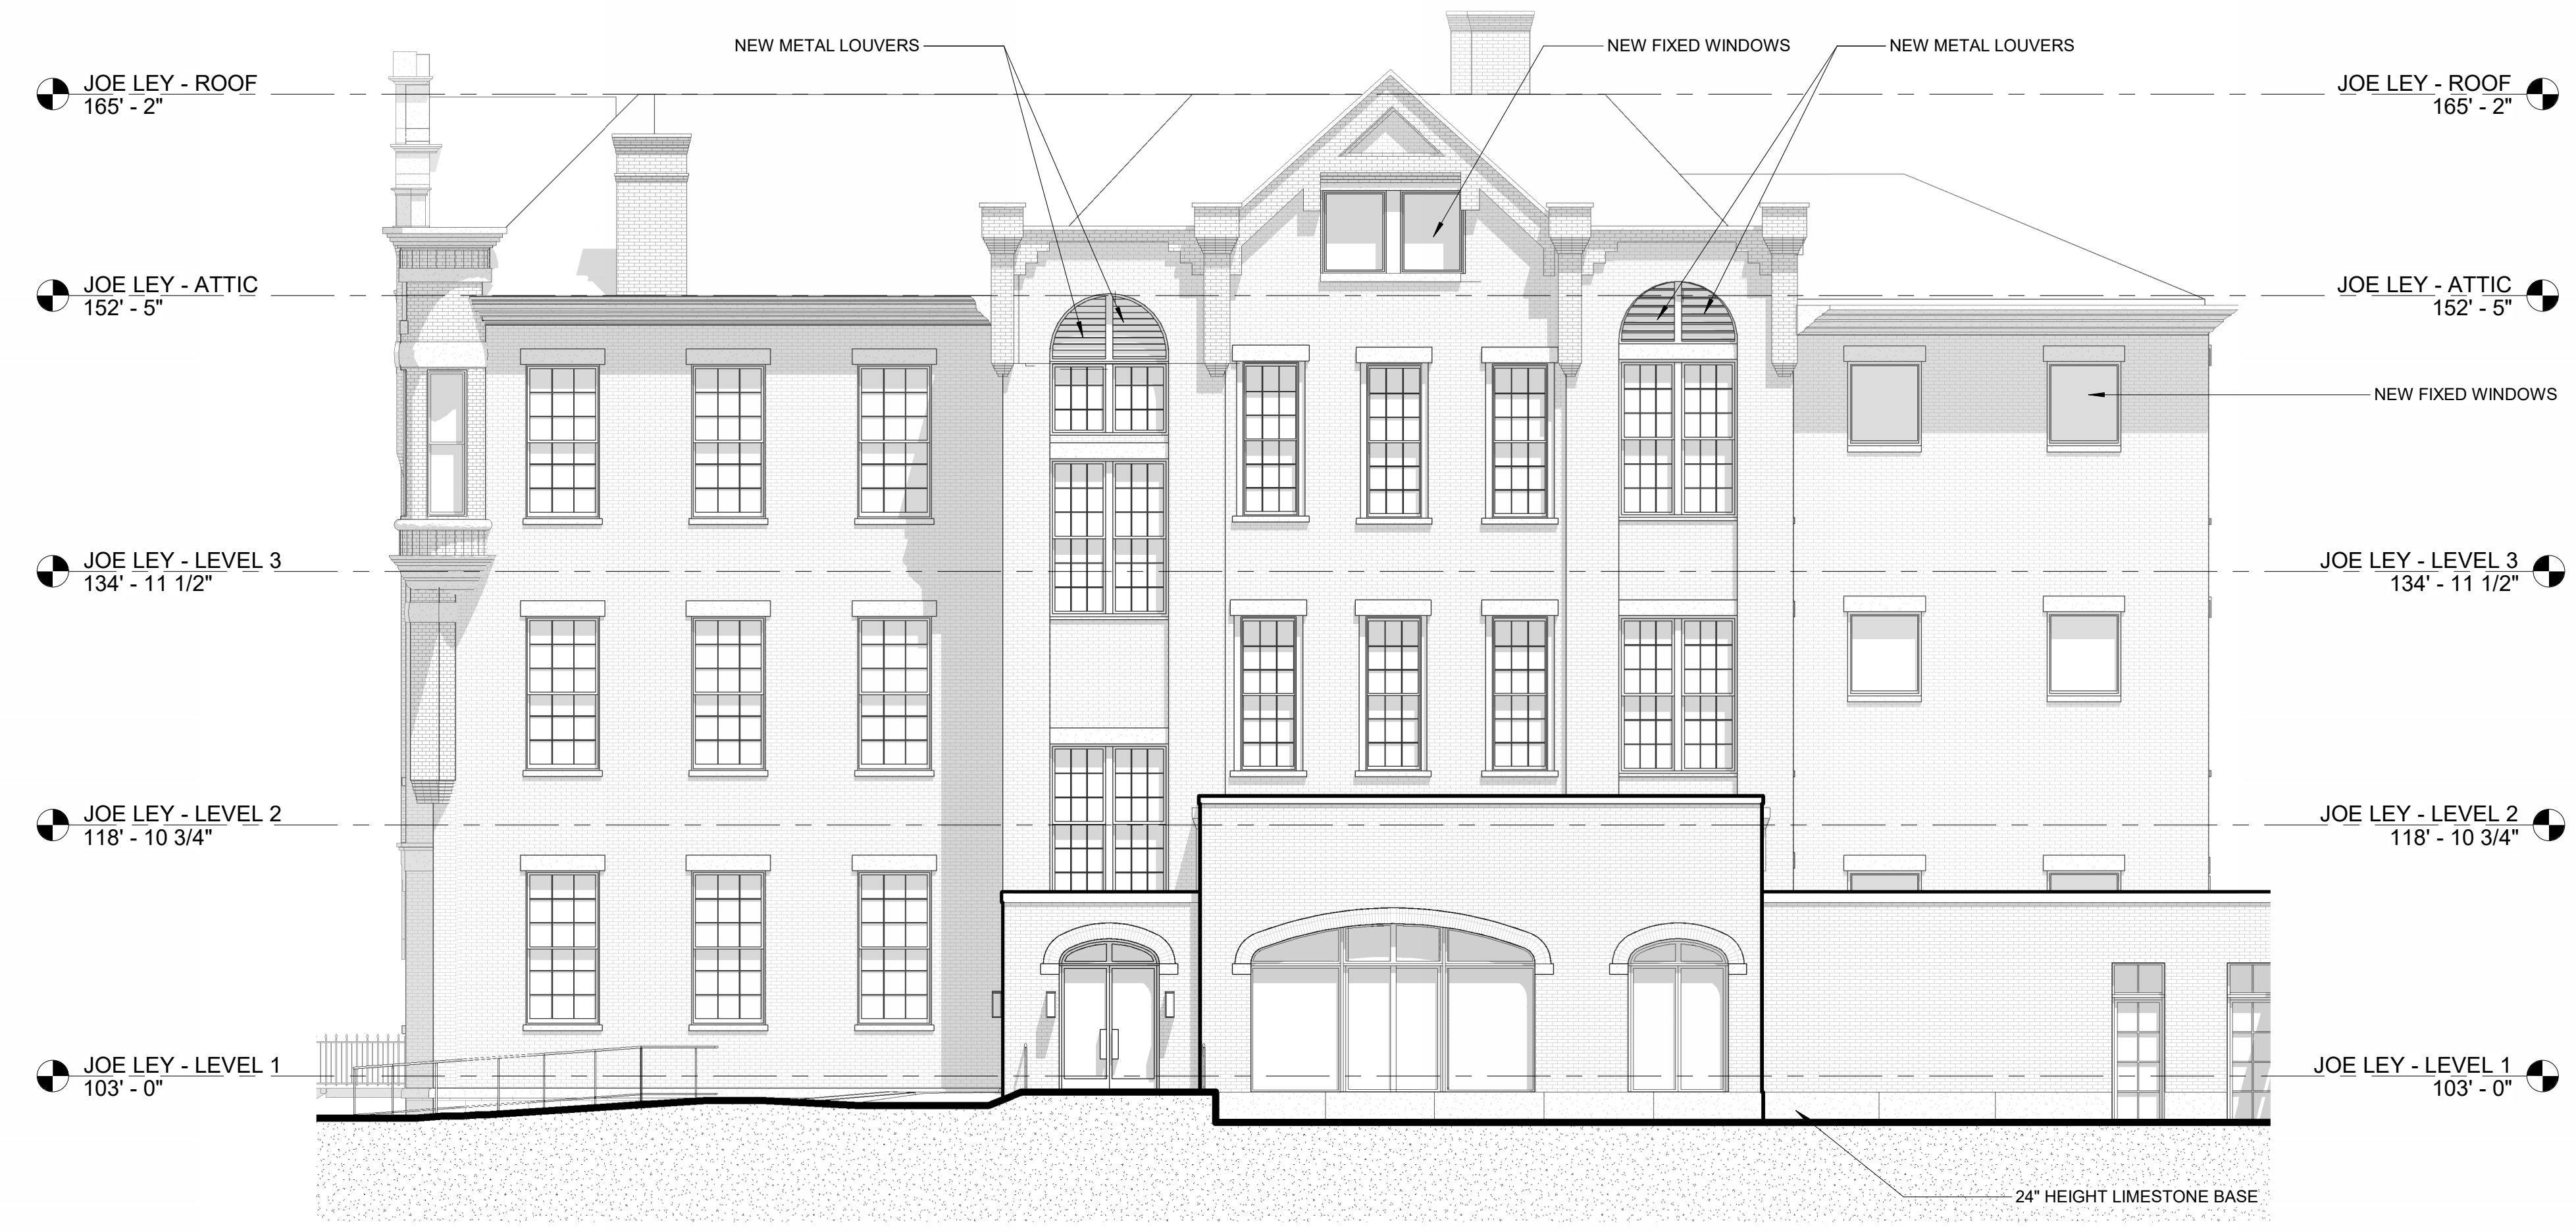 NEW METAL LOUVERS
NEW FIXED WINDOWS
NEW METAL LOUVERS
JOE LEY - ROOF
165' - 2"
JOE LEY - ROOF
165' - 2"
JOE LEY - ATTIC
152' - 5"
JOE LEY - ATTIC
152' - 5"
NEW FIXED WINDOWS
JOE LEY - LEVEL 3
134' - 11 1/2"
JOE LEY - LEVEL 3
134' - 11 1/2"
JOE LEY - LEVEL 2
118' - 10 3/4"
JOE LEY - LEVEL 2
118' - 10 3/4"
JOE LEY - LEVEL 1
103' - 0"
JOE LEY - LEVEL 1
103' - 0"
24" HEIGHT LIMESTONE BASE